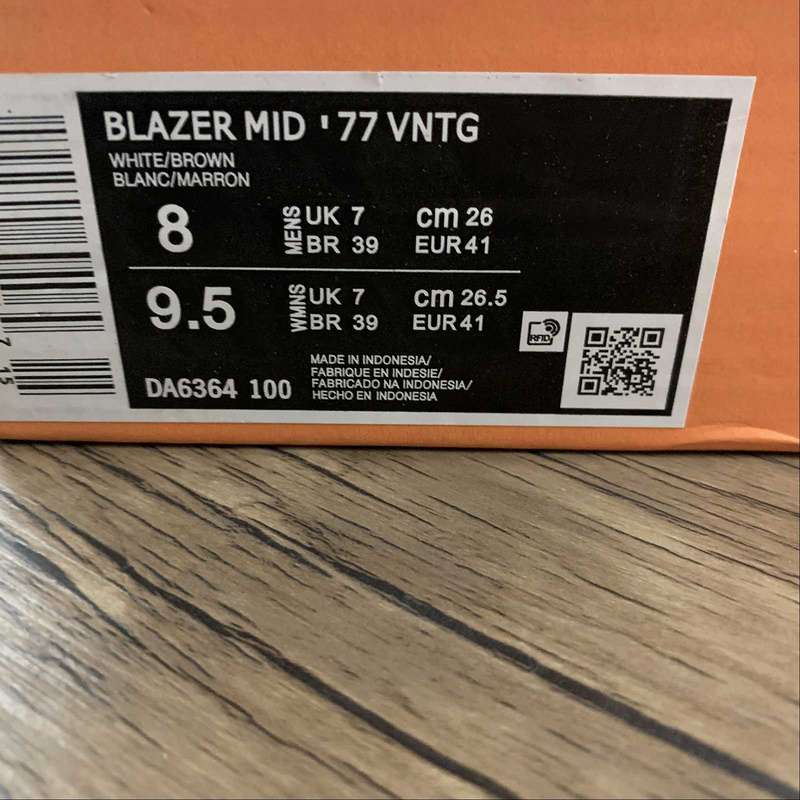 BLAZER MID '77 VNTG
WHITE/BROWN
BLANC/MARRON
8 MENS UK 7 cm 26
BR 39 EUR 41
9.5 WMNS UK 7 cm 26.5
BR 39 EUR 41
RFID
MADE IN INDONESIA/
FABRIQUE EN INDESIE/
FABRICADO NA INDONESIA/
HECHO EN INDONESIA
DA6364 100
7 15